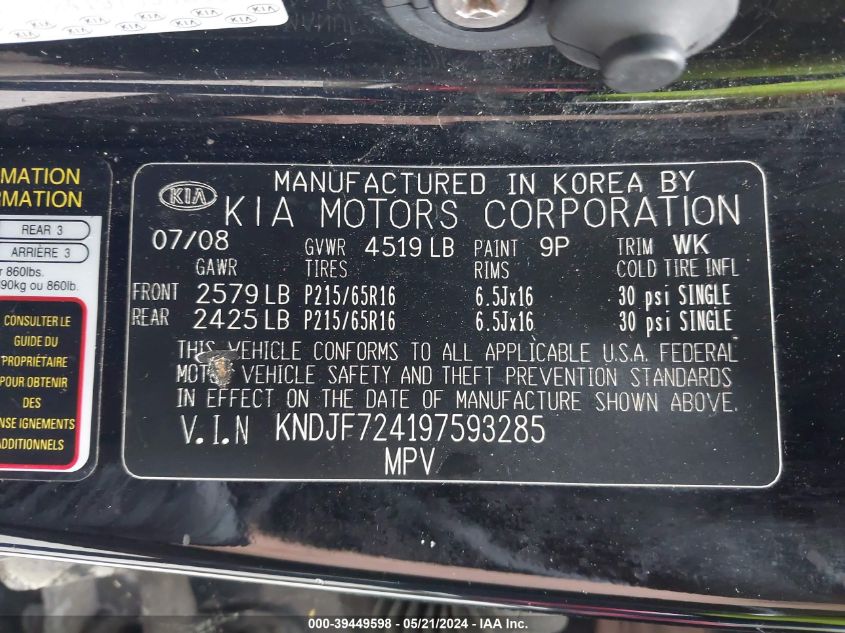 KIA
MATION
RMATION
REAR 3
ARRIÈRE 3
860lbs.
90kg ou 860lb.
CONSULTER LE
GUIDE DU
PROPRIÉTAIRE
POUR OBTENIR
DES
NSEIGNEMENTS
ADDITIONNELS
MANUFACTURED IN KOREA BY
KIA KIA MOTORS CORPORATION
07/08 GVWR 4519 LB PAINT 9P TRIM WK
GAWR TIRES RIMS COLD TIRE INFL
FRONT 2579 LB P215/65R16 6.5Jx16 30 psi SINGLE
REAR 2425 LB P215/65R16 6.5Jx16 30 psi SINGLE
THIS VEHICLE CONFORMS TO ALL APPLICABLE U.S.A. FEDERAL
MOTOR VEHICLE SAFETY AND THEFT PREVENTION STANDARDS
IN EFFECT ON THE DATE OF MANUFACTURE SHOWN ABOVE.
V.I.N KNDJF724197593285
MPV
000-39449598 - 05/21/2024 - IAA Inc.